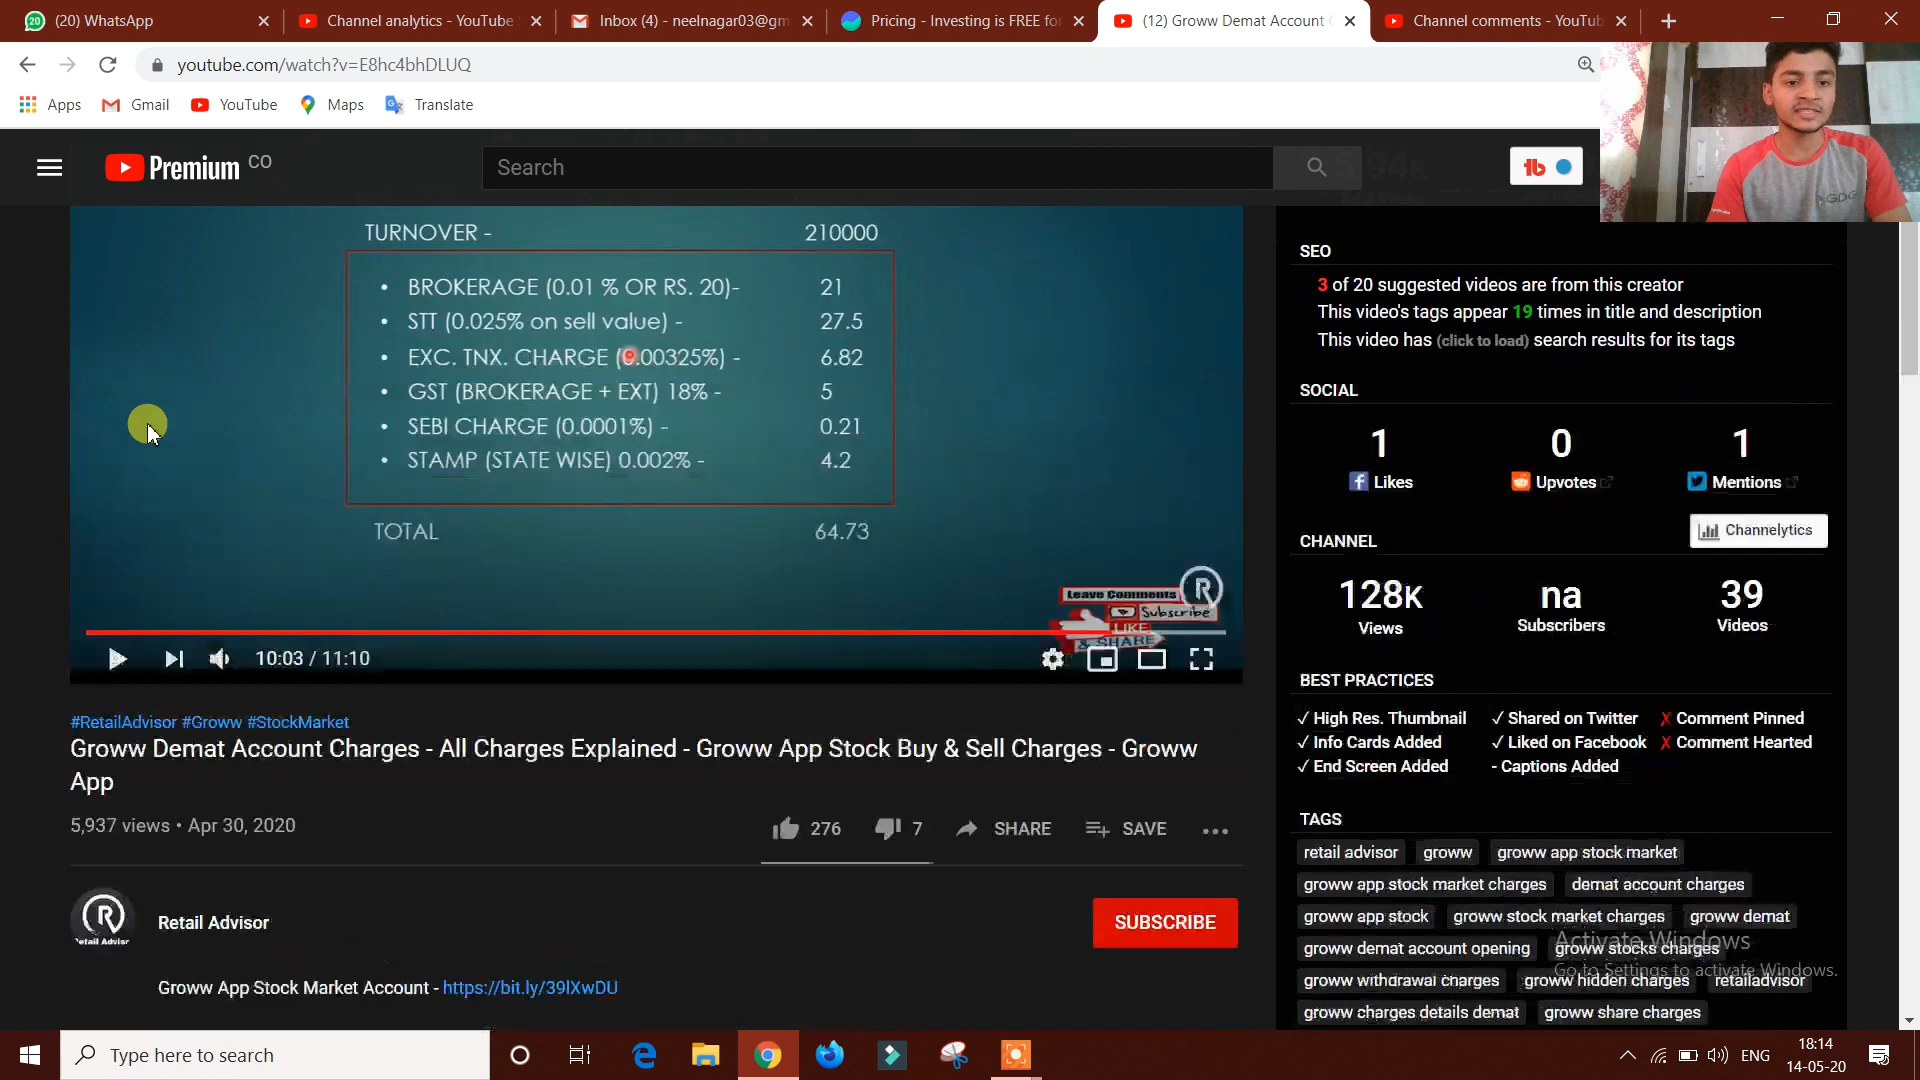 (20) WhatsApp
Channel analytics - YouTube
Inbox (4) - neelnagar03@gm
Pricing - Investing is FREE for
(12) Groww Demat Account
Channel comments - YouTub
youtube.com/watch?v=E8hc4bhDLUQ
Apps
Gmail
YouTube
Maps
Translate
Premium CO
Search
TURNOVER - 210000
• BROKERAGE (0.01 % OR RS. 20)- 21
• STT (0.025% on sell value) - 27.5
• EXC. TNX. CHARGE (0.00325%) - 6.82
• GST (BROKERAGE + EXT) 18% - 5
• SEBI CHARGE (0.0001%) - 0.21
• STAMP (STATE WISE) 0.002% - 4.2
TOTAL 64.73
Leave Comments
Subscribe
LIKE
& SHARE
10:03 / 11:10
#RetailAdvisor #Groww #StockMarket
Groww Demat Account Charges - All Charges Explained - Groww App Stock Buy & Sell Charges - Groww
App
5,937 views • Apr 30, 2020
276
7
SHARE
SAVE
Retail Advisor
SUBSCRIBE
Groww App Stock Market Account - https://bit.ly/39lXwDU
SEO
3 of 20 suggested videos are from this creator
This video's tags appear 19 times in title and description
This video has (click to load) search results for its tags
SOCIAL
1 0 1
Likes Upvotes Mentions
CHANNEL
Channelytics
128K na 39
Views Subscribers Videos
BEST PRACTICES
✓ High Res. Thumbnail ✓ Shared on Twitter ✗ Comment Pinned
✓ Info Cards Added ✓ Liked on Facebook ✗ Comment Hearted
✓ End Screen Added - Captions Added
TAGS
retail advisor groww groww app stock market
groww app stock market charges demat account charges
groww app stock groww stock market charges groww demat
groww demat account opening groww stocks charges
groww withdrawal charges groww hidden charges retailadvisor
groww charges details demat groww share charges
Activate Windows
Go to Settings to activate Windows.
Type here to search
ENG
18:14
14-05-20